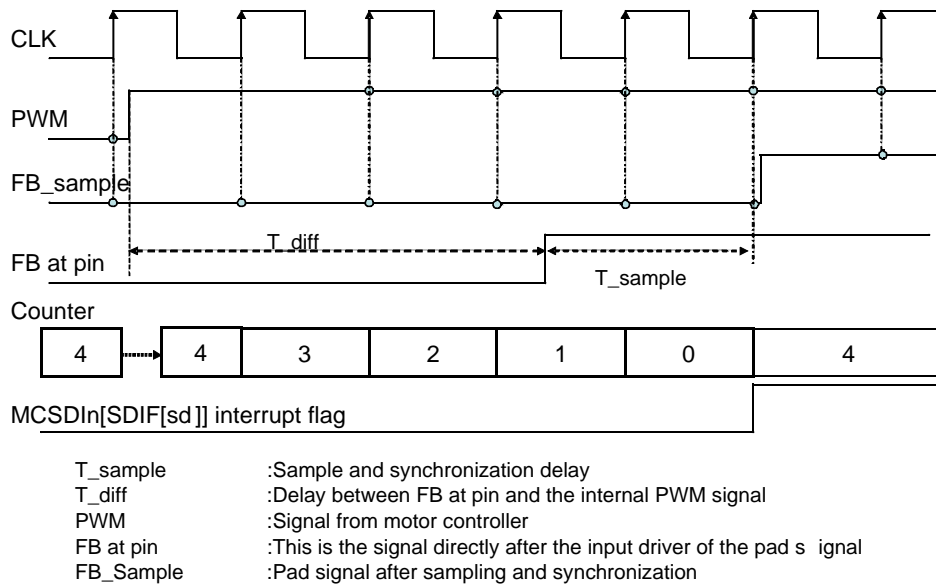 CLK
PWM
FB_sample
T_diff
FB at pin
T_sample
Counter
4 4 3 2 1 0 4
MCSDIn[SDIF[sd]] interrupt flag
T_sample :Sample and synchronization delay
T_diff :Delay between FB at pin and the internal PWM signal
PWM :Signal from motor controller
FB at pin :This is the signal directly after the input driver of the pad s ignal
FB_Sample :Pad signal after sampling and synchronization